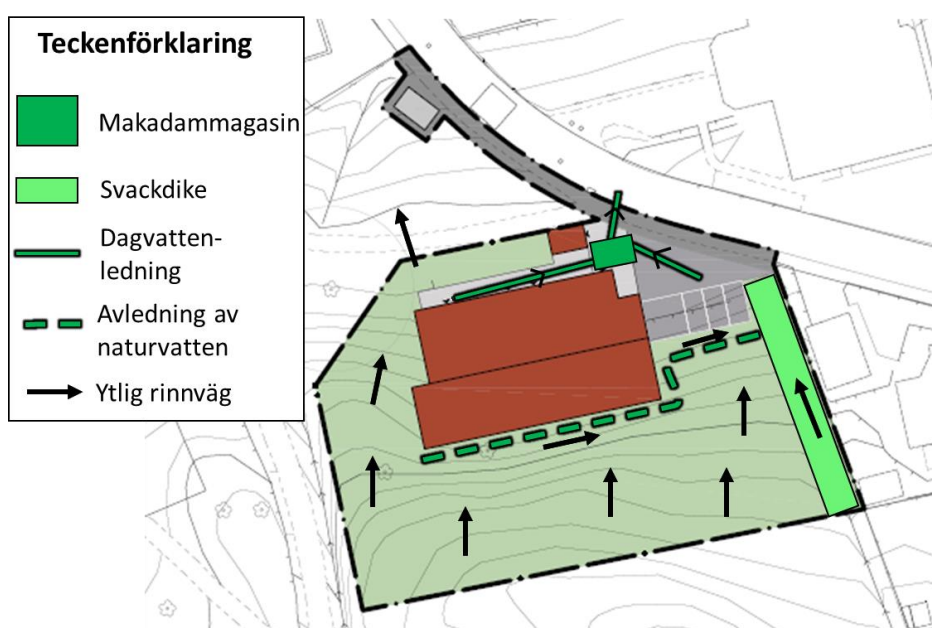 Teckenförklaring
Makadammagasin
Svackdike
Dagvatten-
ledning
Avledning av
naturvatten
Ytlig rinnväg